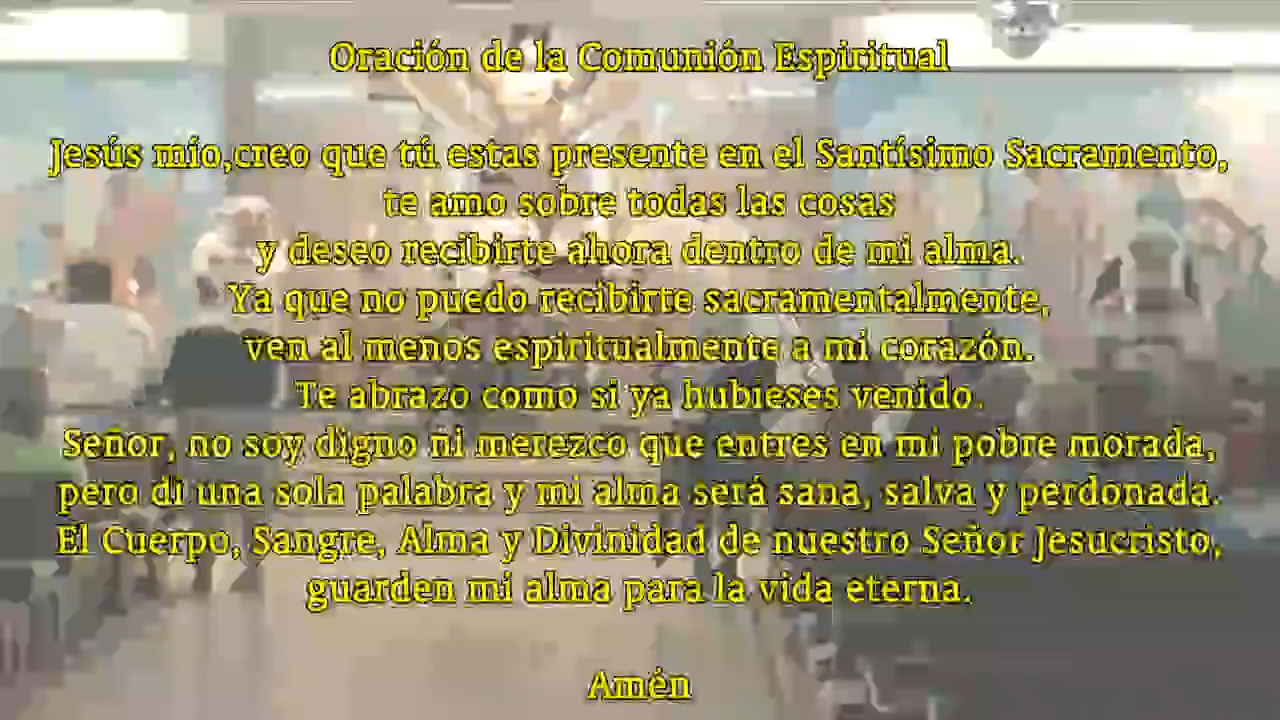 Oración de la Comunión Espiritual
Jesús mío,creo que tú estas presente en el Santísimo Sacramento,
te amo sobre todas las cosas
y deseo recibirte ahora dentro de mi alma.
Ya que no puedo recibirte sacramentalmente,
ven al menos espiritualmente a mi corazón.
Te abrazo como si ya hubieses venido.
Señor, no soy digno ni merezco que entres en mi pobre morada,
pero di una sola palabra y mi alma será sana, salva y perdonada.
El Cuerpo, Sangre, Alma y Divinidad de nuestro Señor Jesucristo,
guarden mi alma para la vida eterna.
Amén